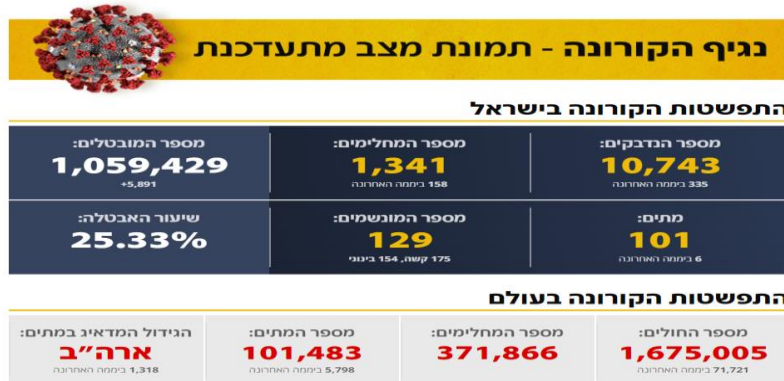 נגיף הקורונה - תמונת מצב מתעדכנת
התפשטות הקורונה בישראל
מספר הנדבקים:
10,743
335 ביממה האחרונה
מספר המחלימים:
1,341
158 ביממה האחרונה
מספר המובטלים:
1,059,429
+5,891
מתים:
101
6 ביממה האחרונה
מספר המונשמים:
129
175 קשה, 154 בינוני
שיעור האבטלה:
25.33%
התפשטות הקורונה בעולם
מספר החולים:
1,675,005
71,721 ביממה האחרונה
מספר המחלימים:
371,866
מספר המתים:
101,483
5,798 ביממה האחרונה
הגידול המדאיג במתים:
ארה״ב
1,318 ביממה האחרונה